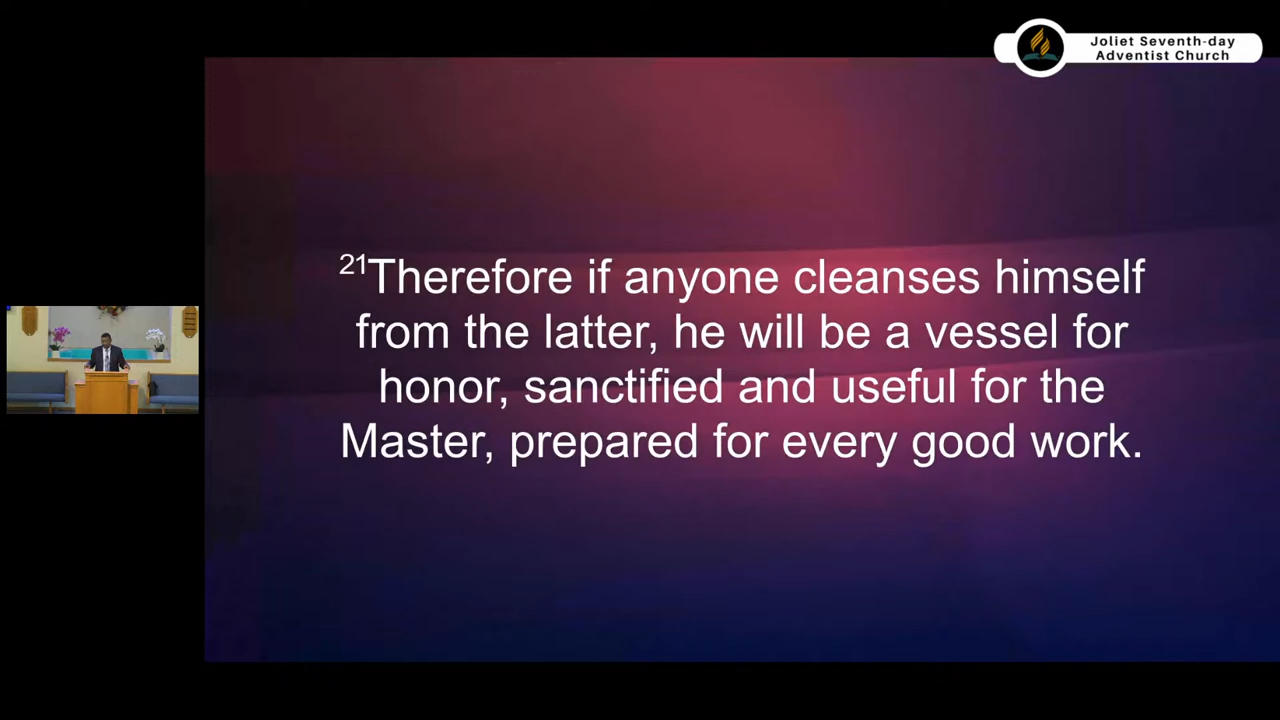 Joliet Seventh-day
Adventist Church
21Therefore if anyone cleanses himself
from the latter, he will be a vessel for
honor, sanctified and useful for the
Master, prepared for every good work.